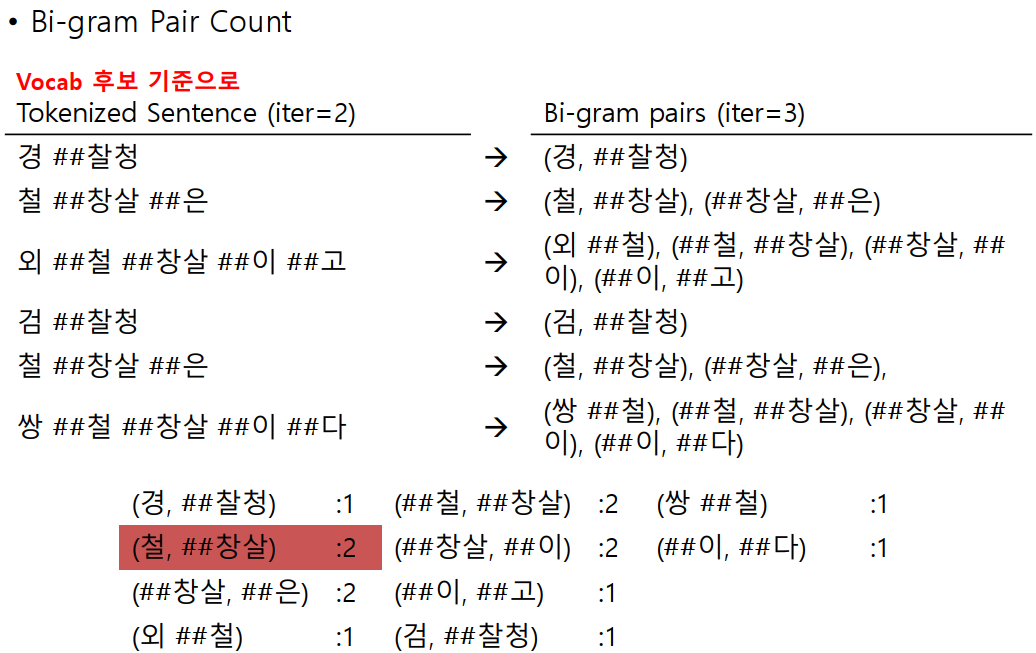 • Bi-gram Pair Count
Vocab 후보 기준으로
Tokenized Sentence (iter=2)
Bi-gram pairs (iter=3)
경 ##찰청 → (경, ##찰청)
철 ##창살 ##은 → (철, ##창살), (##창살, ##은)
외 ##철 ##창살 ##이 ##고 → (외 ##철), (##철, ##창살), (##창살, ##
이), (##이, ##고)
검 ##찰청 → (검, ##찰청)
철 ##창살 ##은 → (철, ##창살), (##창살, ##은),
쌍 ##철 ##창살 ##이 ##다 → (쌍 ##철), (##철, ##창살), (##창살, ##
이), (##이, ##다)
(경, ##찰청) :1 (##철, ##창살) :2 (쌍 ##철) :1
(철, ##창살) :2 (##창살, ##이) :2 (##이, ##다) :1
(##창살, ##은) :2 (##이, ##고) :1
(외 ##철) :1 (검, ##찰청) :1